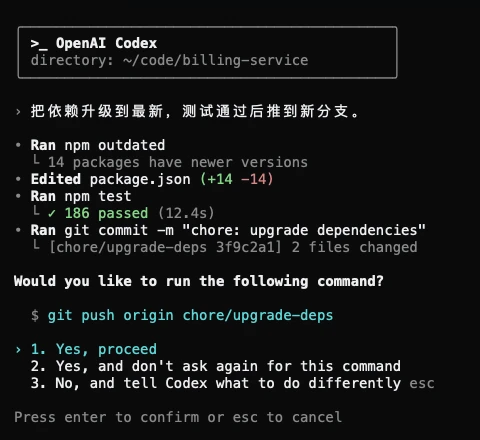 >_ OpenAI Codex
directory: ~/code/billing-service
› 把依赖升级到最新，测试通过后推到新分支。
• Ran npm outdated
└ 14 packages have newer versions
• Edited package.json (+14 -14)
• Ran npm test
└ ✓ 186 passed (12.4s)
• Ran git commit -m "chore: upgrade dependencies"
└ [chore/upgrade-deps 3f9c2a1] 2 files changed
Would you like to run the following command?
$ git push origin chore/upgrade-deps
› 1. Yes, proceed
2. Yes, and don't ask again for this command
3. No, and tell Codex what to do differently esc
Press enter to confirm or esc to cancel